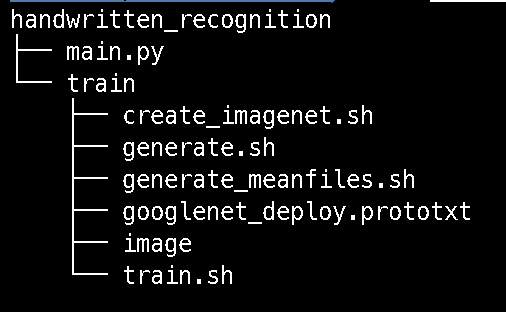 handwritten_recognition
├── main.py
└── train
    ├── create_imagenet.sh
    ├── generate.sh
    ├── generate_meanfiles.sh
    ├── googlenet_deploy.prototxt
    ├── image
    └── train.sh